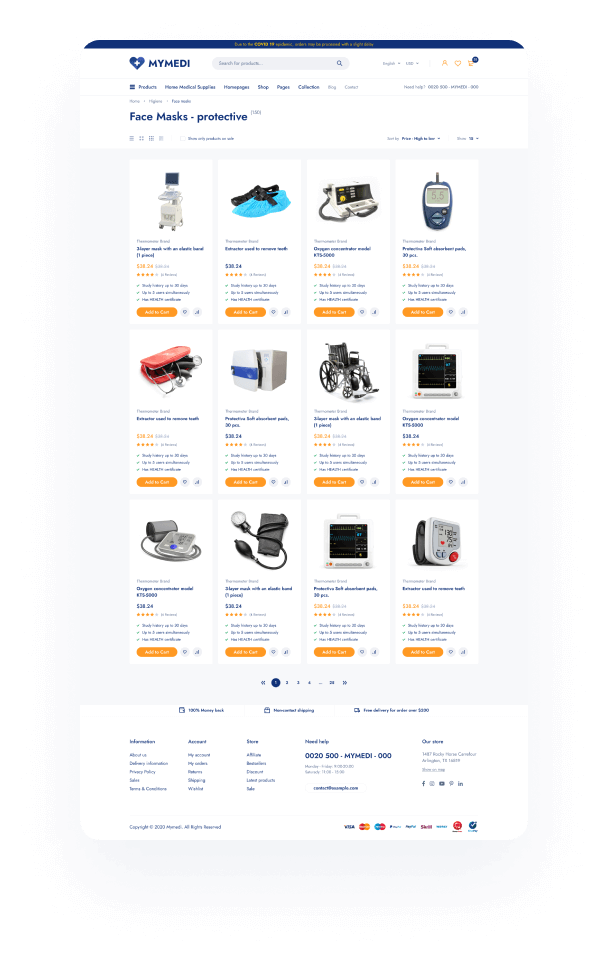 Due to the COVID 19 epidemic, orders may be processed with a slight delay
MYMEDI
Search for products...
English
USD
Products
Home Medical Supplies
Homepages
Shop
Pages
Collection
Blog
Contact
Need help? 0020 500 - MYMEDI - 000
Home
Hygiene
Face masks
Face Masks - protective
Show only products on sale
Sort by Price - High to low
Show 18
Thermometer Brand
3-layer mask with an elastic band
(1 piece)
$38.24 $38.24
(4 Reviews)
Study history up to 30 days
Up to 5 users simultaneously
Has HEALTH certificate
Add to Cart
Thermometer Brand
Extractor used to remove teeth
$38.24
(4 Reviews)
Study history up to 30 days
Up to 5 users simultaneously
Has HEALTH certificate
Add to Cart
Thermometer Brand
Oxygen concentrator model
KTS-5000
$38.24 $38.24
(4 Reviews)
Study history up to 30 days
Up to 5 users simultaneously
Has HEALTH certificate
Add to Cart
5.5
Thermometer Brand
Protective Soft absorbent pads,
30 pcs.
$38.24 $38.24
(4 Reviews)
Study history up to 30 days
Up to 5 users simultaneously
Has HEALTH certificate
Add to Cart
Thermometer Brand
Extractor used to remove teeth
$38.24 $38.24
(4 Reviews)
Study history up to 30 days
Up to 5 users simultaneously
Has HEALTH certificate
Add to Cart
Thermometer Brand
Protective Soft absorbent pads,
30 pcs.
$38.24
(4 Reviews)
Study history up to 30 days
Up to 5 users simultaneously
Has HEALTH certificate
Add to Cart
Thermometer Brand
3-layer mask with an elastic band
(1 piece)
$38.24 $38.24
(4 Reviews)
Study history up to 30 days
Up to 5 users simultaneously
Has HEALTH certificate
Add to Cart
Thermometer Brand
Oxygen concentrator model
KTS-5000
$38.24
(4 Reviews)
Study history up to 30 days
Up to 5 users simultaneously
Has HEALTH certificate
Add to Cart
Thermometer Brand
Oxygen concentrator model
KTS-5000
$38.24
(4 Reviews)
Study history up to 30 days
Up to 5 users simultaneously
Has HEALTH certificate
Add to Cart
Thermometer Brand
3-layer mask with an elastic band
(1 piece)
$38.24
(4 Reviews)
Study history up to 30 days
Up to 5 users simultaneously
Has HEALTH certificate
Add to Cart
Thermometer Brand
Protective Soft absorbent pads,
30 pcs.
$38.24 $38.24
(4 Reviews)
Study history up to 30 days
Up to 5 users simultaneously
Has HEALTH certificate
Add to Cart
Thermometer Brand
Extractor used to remove teeth
$38.24 $38.24
(4 Reviews)
Study history up to 30 days
Up to 5 users simultaneously
Has HEALTH certificate
Add to Cart
« 1 2 3 4 ... 25 »
100% Money back
Non-contact shipping
Free delivery for order over $200
Information
About us
Delivery information
Privacy Policy
Sales
Terms & Conditions
Account
My account
My orders
Returns
Shipping
Wishlist
Store
Affiliate
Bestsellers
Discount
Latest products
Sale
Need help
0020 500 - MYMEDI - 000
contact@example.com
Our store
1487 Rocky Horse Carrefour
Arlington, TX 16819
Show on map
Copyright © 2020 Mymedi. All Rights Reserved
VISA
PayPal
Skrill